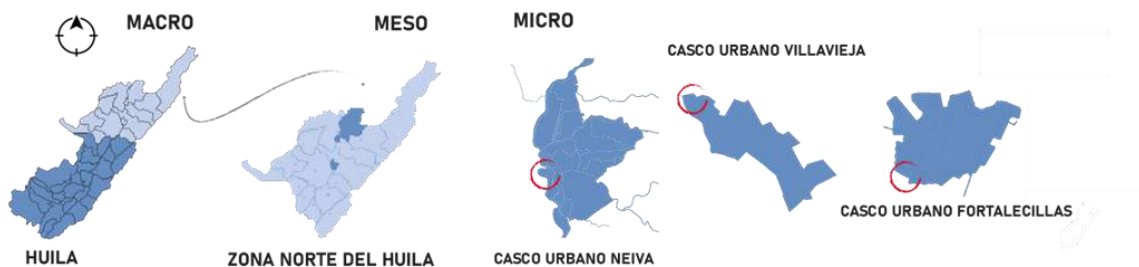 MACRO
MESO
MICRO
CASCO URBANO VILLAVIEJA
CASCO URBANO FORTALECILLAS
HUILA
ZONA NORTE DEL HUILA
CASCO URBANO NEIVA